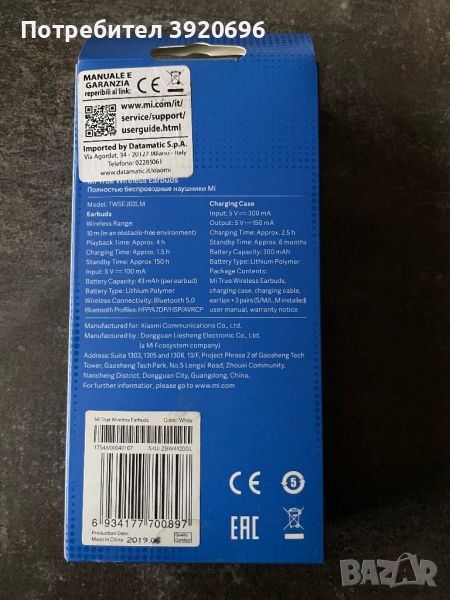 Потребител 3920696
MANUALE E
GARANZIA
reperibili al link:
www.mi.com/it/
service/support/
userguide.html
Imported by Datamatic S.p.A.
Via Agordat, 34 - 20127 Milano - Italy
Telefono: 02285061
www.datamatic.it/xiaomi
Mi True Wireless Earbuds
Полностью беспроводные наушники Mi
Model: TWSEJ02LM
Earbuds
Wireless Range:
10 m (in an obstacle-free environment)
Playback Time: Approx. 4 h
Charging Time: Approx. 1.5 h
Standby Time: Approx. 150 h
Input: 5 V⎓100 mA
Battery Capacity: 43 mAh (per earbud)
Battery Type: Lithium Polymer
Wireless Connectivity: Bluetooth 5.0
Bluetooth Profiles: HFP/A2DP/HSP/AVRCP
Charging Case
Input: 5 V⎓300 mA
Output: 5 V⎓150 mA
Charging Time: Approx. 2.5 h
Standby Time: Approx. 6 months
Battery Capacity: 300 mAh
Battery Type: Lithium Polymer
Package Contents:
Mi True Wireless Earbuds,
charging case, charging cable,
eartips × 3 pairs (S/M/L, M installed)
user manual, warranty notice
Manufactured for: Xiaomi Communications Co., Ltd.
Manufactured by: Dongguan Liesheng Electronic Co., Ltd.
(a Mi Ecosystem company)
Address: Suite 1303, 1305 and 1306, 13/F, Project Phase 2 of Gaosheng Tech
Tower, Gaosheng Tech Park, No.5 Longxi Road, Zhouxi Community,
Nancheng District, Dongguan City, Guangdong, China.
For further information, please go to www.mi.com
Mi True Wireless Earbuds
Color: White
SKU: ZBW4420GL
6 934177 700897
Production Date:
Made in China
2019.06
Quality
Certified
CE
5
EAC
BAZAR